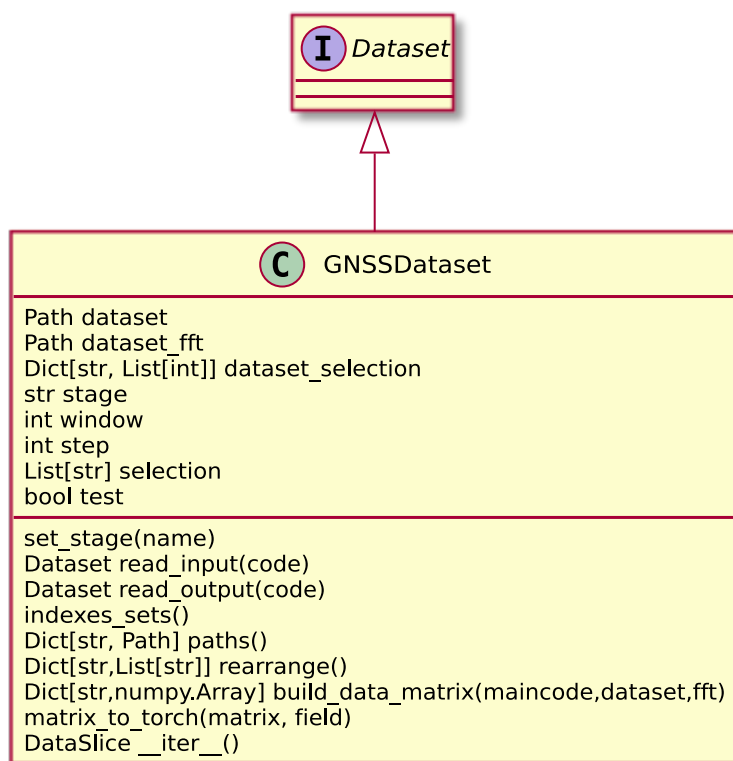 I Dataset
C GNSSDataset
Path dataset
Path dataset_fft
Dict[str, List[int]] dataset_selection
str stage
int window
int step
List[str] selection
bool test
set_stage(name)
Dataset read_input(code)
Dataset read_output(code)
indexes_sets()
Dict[str, Path] paths()
Dict[str,List[str]] rearrange()
Dict[str,numpy.Array] build_data_matrix(maincode,dataset,fft)
matrix_to_torch(matrix, field)
DataSlice __iter__()